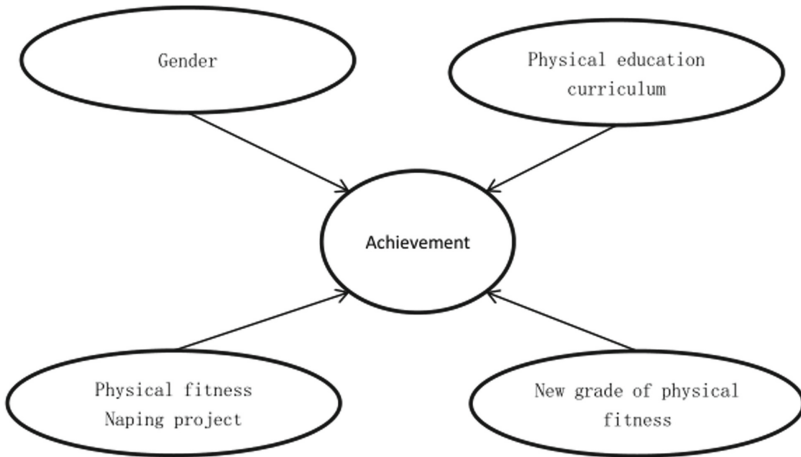 Gender
Physical education
curriculum
Achievement
Physical fitness
Naping project
New grade of physical
fitness